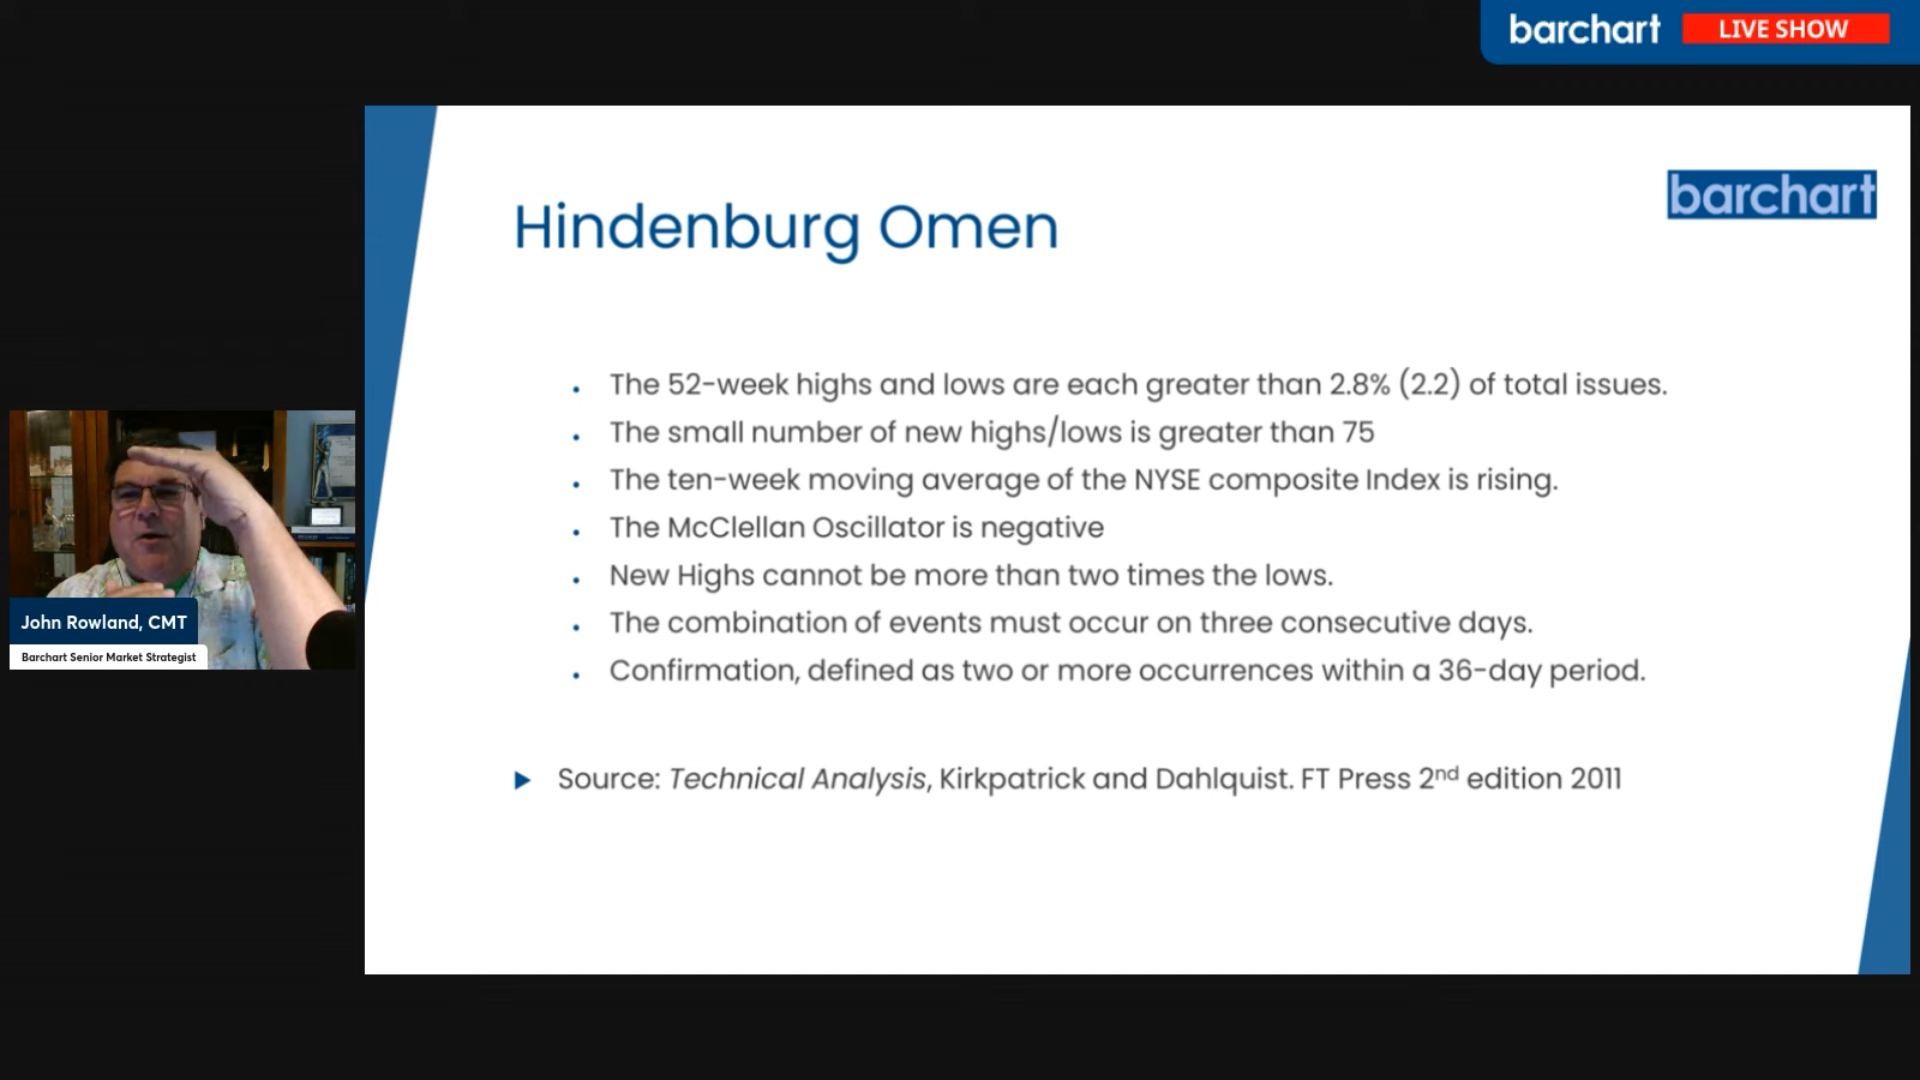 barchart LIVE SHOW
barchart
Hindenburg Omen
• The 52-week highs and lows are each greater than 2.8% (2.2) of total issues.
• The small number of new highs/lows is greater than 75
• The ten-week moving average of the NYSE composite Index is rising.
• The McClellan Oscillator is negative
• New Highs cannot be more than two times the lows.
• The combination of events must occur on three consecutive days.
• Confirmation, defined as two or more occurrences within a 36-day period.
▶ Source: Technical Analysis, Kirkpatrick and Dahlquist. FT Press 2nd edition 2011
John Rowland, CMT
Barchart Senior Market Strategist